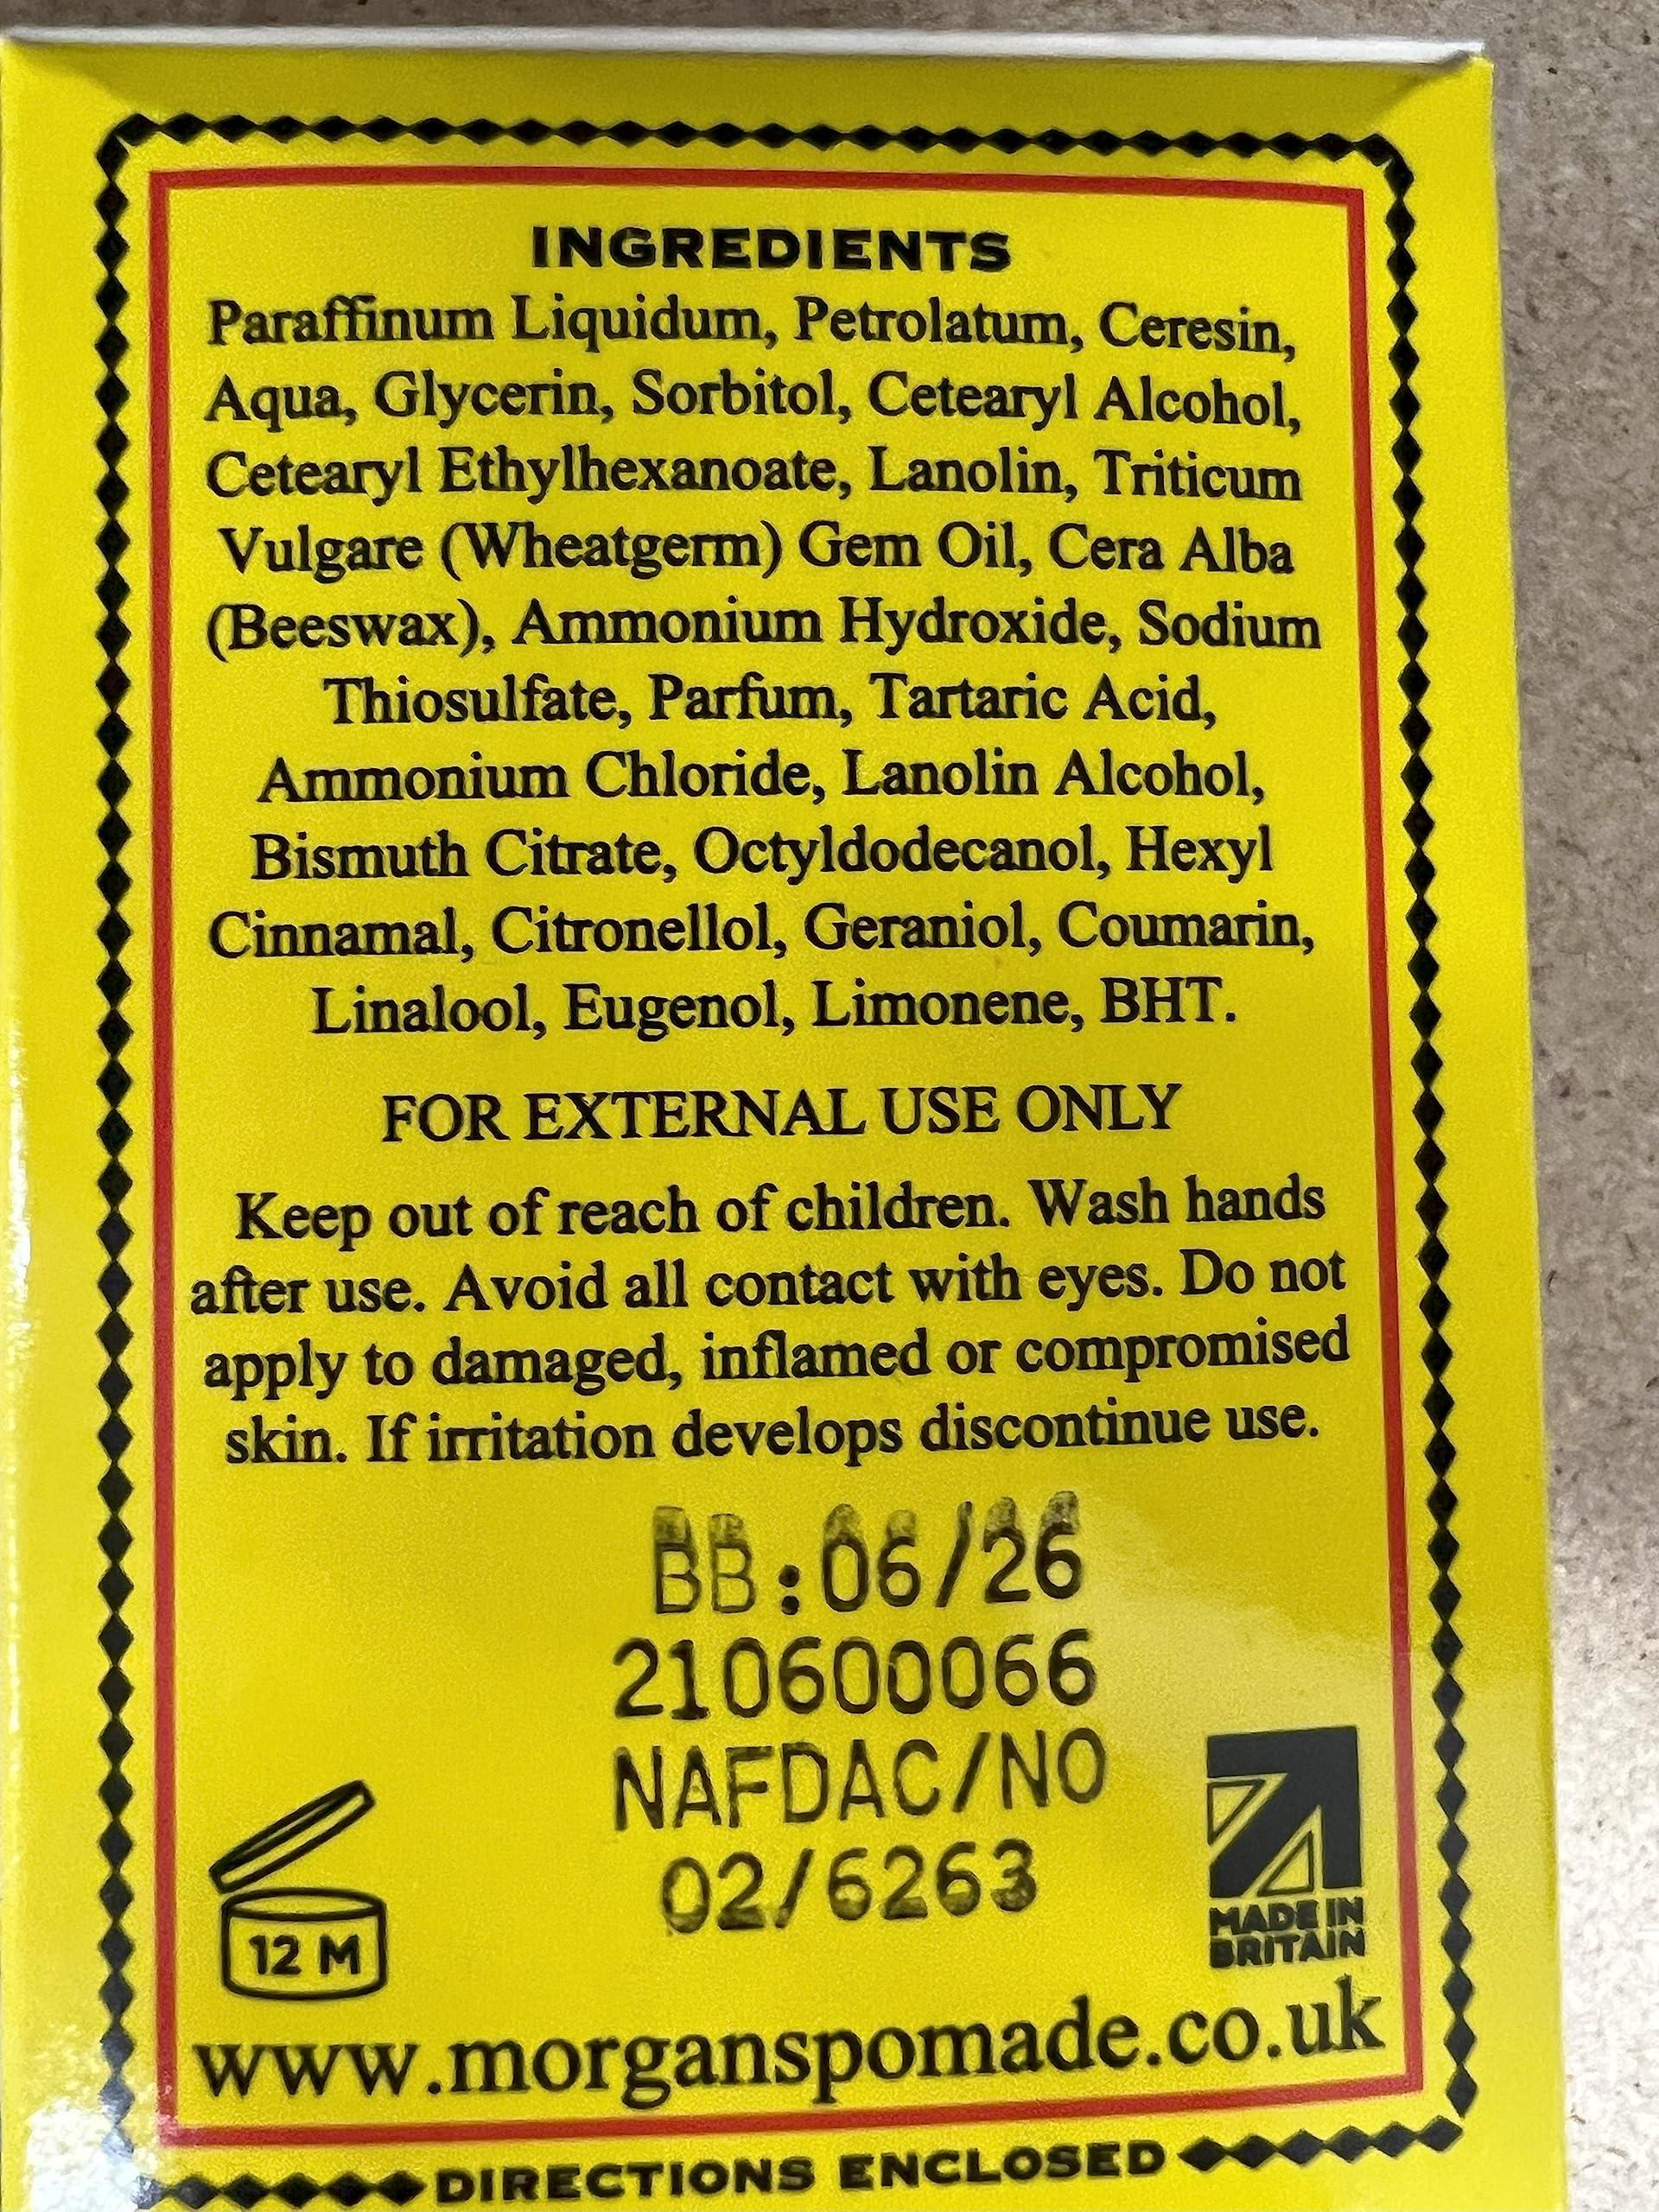 INGREDIENTS
Paraffinum Liquidum, Petrolatum, Ceresin,
Aqua, Glycerin, Sorbitol, Cetearyl Alcohol,
Cetearyl Ethylhexanoate, Lanolin, Triticum
Vulgare (Wheatgerm) Gem Oil, Cera Alba
(Beeswax), Ammonium Hydroxide, Sodium
Thiosulfate, Parfum, Tartaric Acid,
Ammonium Chloride, Lanolin Alcohol,
Bismuth Citrate, Octyldodecanol, Hexyl
Cinnamal, Citronellol, Geraniol, Coumarin,
Linalool, Eugenol, Limonene, BHT.
FOR EXTERNAL USE ONLY
Keep out of reach of children. Wash hands
after use. Avoid all contact with eyes. Do not
apply to damaged, inflamed or compromised
skin. If irritation develops discontinue use.
BB:06/26
210600066
NAFDAC/NO
02/6263
12 M
MADE IN
BRITAIN
www.morganspomade.co.uk
DIRECTIONS ENCLOSED